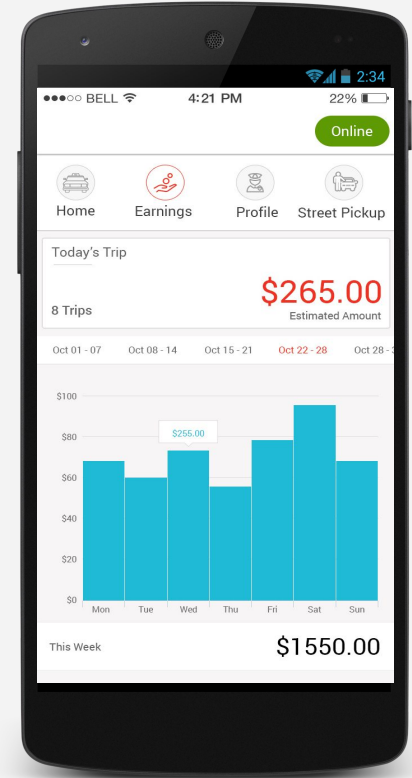 2:34
BELL 4:21 PM 22%
Online
Home Earnings Profile Street Pickup
Today's Trip
$265.00
8 Trips
Estimated Amount
Oct 01 - 07 Oct 08 - 14 Oct 15 - 21 Oct 22 - 28 Oct 28 -
$100
$80
$255.00
$60
$40
$20
$0
Mon Tue Wed Thu Fri Sat Sun
This Week $1550.00